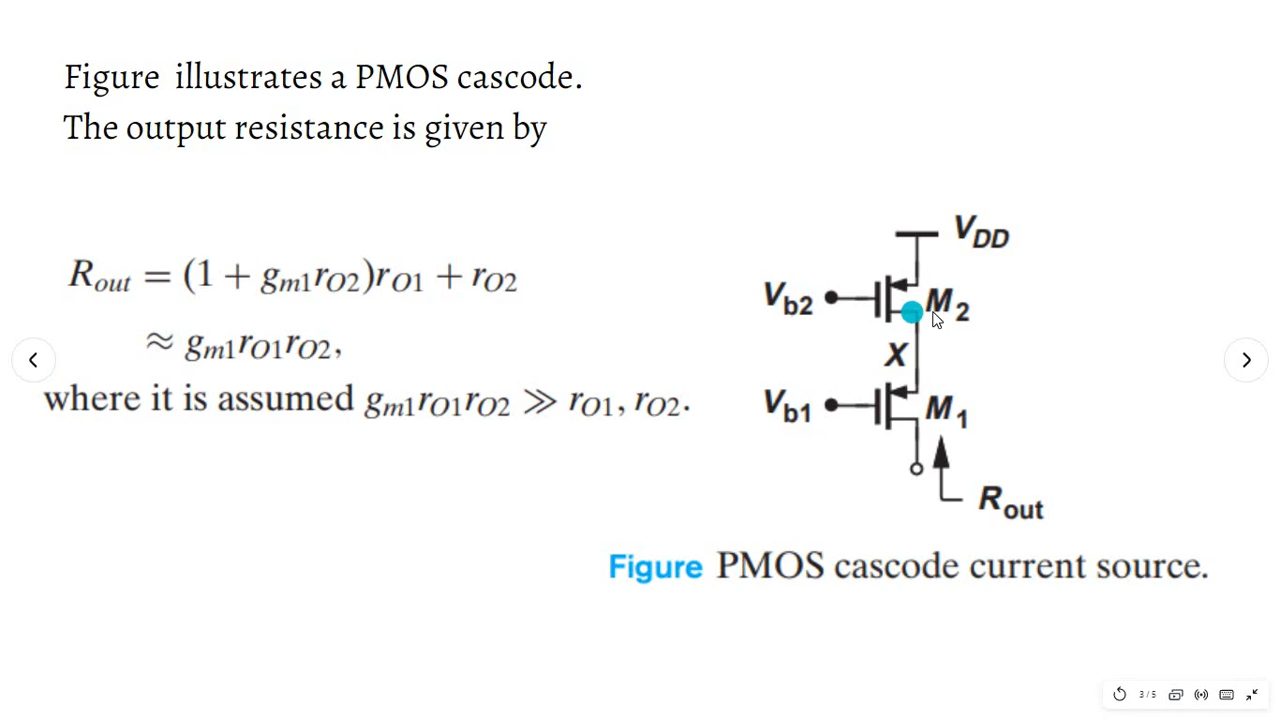 Figure illustrates a PMOS cascode.
The output resistance is given by
R_out = (1 + g_m1 r_O2) r_O1 + r_O2
≈ g_m1 r_O1 r_O2,
where it is assumed g_m1 r_O1 r_O2 ≫ r_O1, r_O2.
V_DD
V_b2
M_2
X
V_b1
M_1
R_out
Figure PMOS cascode current source.
3 / 5